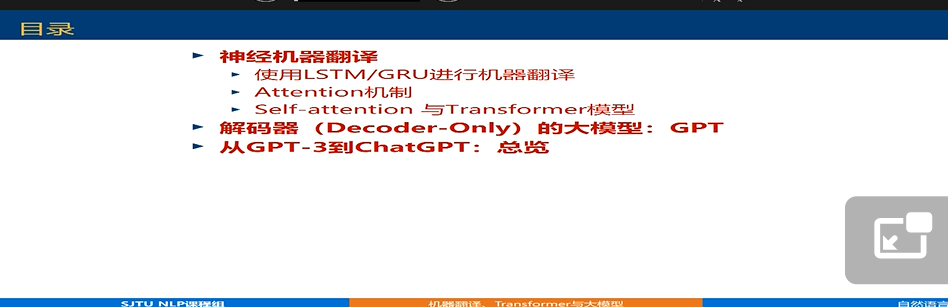 目录
神经机器翻译
使用LSTM/GRU进行机器翻译
Attention机制
Self-attention 与Transformer模型
解码器（Decoder-Only）的大模型：GPT
从GPT-3到ChatGPT：总览
SJTU NLP课程组
机器翻译、Transformer与大模型
自然语言